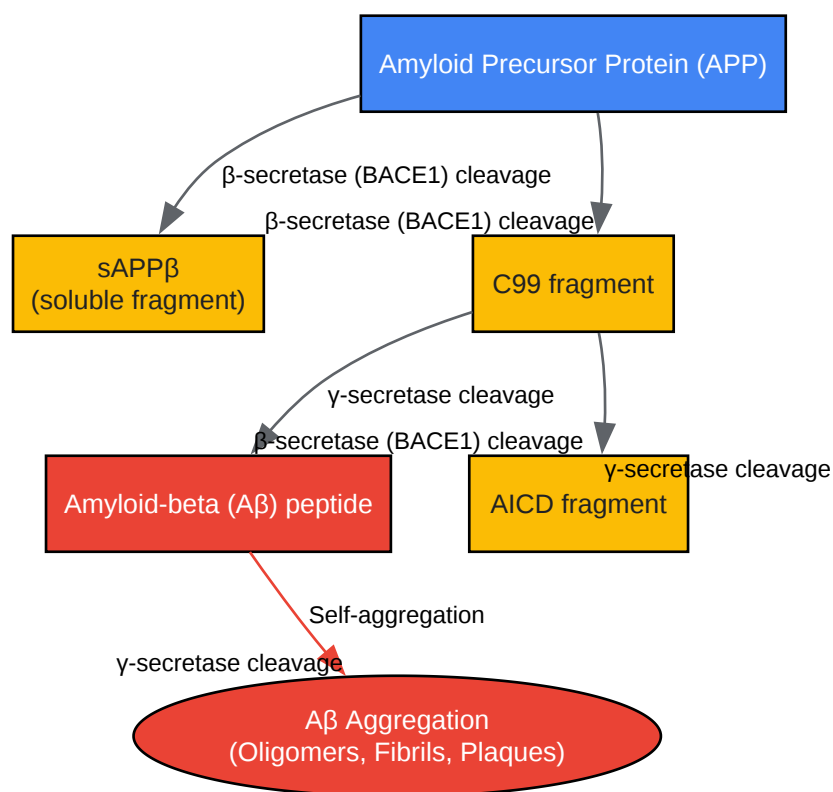 Amyloid Precursor Protein (APP)
β-secretase (BACE1) cleavage
β-secretase (BACE1) cleavage
sAPPβ
(soluble fragment)
C99 fragment
γ-secretase cleavage
β-secretase (BACE1) cleavage
γ-secretase cleavage
Amyloid-beta (Aβ) peptide
AICD fragment
Self-aggregation
γ-secretase cleavage
Aβ Aggregation
(Oligomers, Fibrils, Plaques)